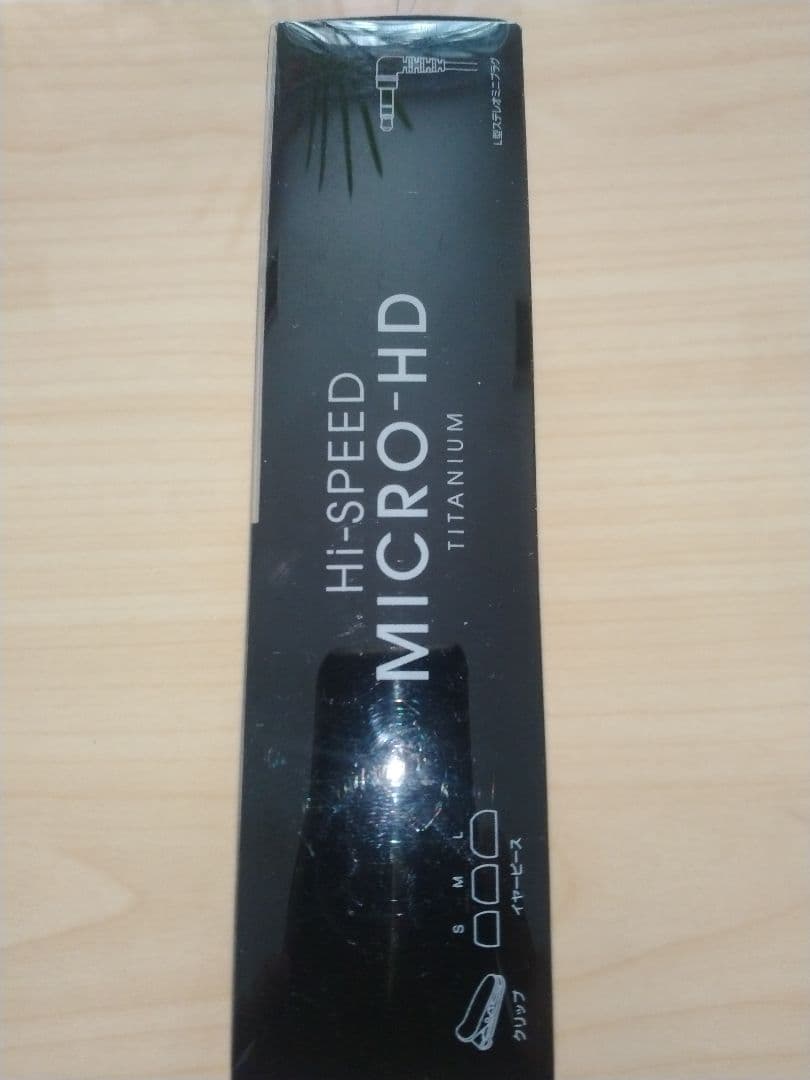 Hi-SPEED
MICRO-HD
TITANIUM
クリップ
S M L
イヤーピース
L型ステレオミニプラグ